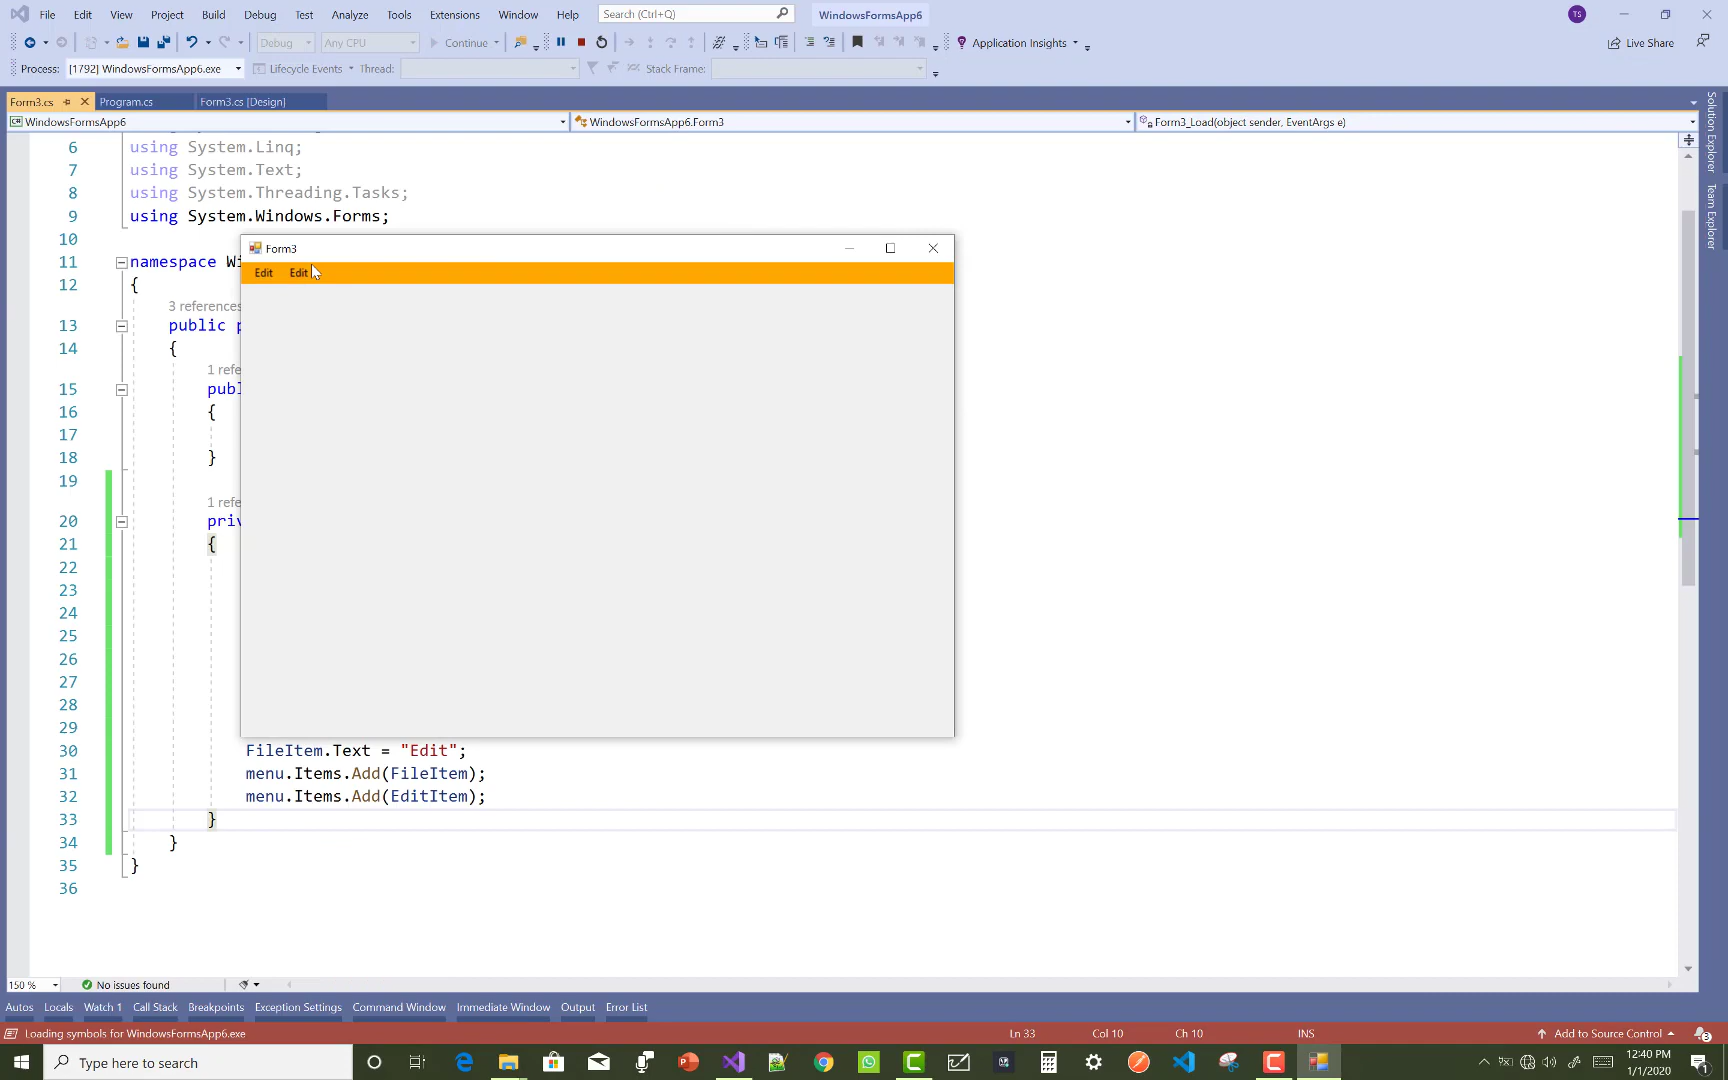 File Edit View Project Build Debug Test Analyze Tools Extensions Window Help Search (Ctrl+Q) WindowsFormsApp6 TS
Debug Any CPU Continue Application Insights Live Share
Process: [1792] WindowsFormsApp6.exe Lifecycle Events Thread: Stack Frame:
Form3.cs Program.cs Form3.cs [Design]
WindowsFormsApp6 WindowsFormsApp6.Form3 Form3_Load(object sender, EventArgs e)
Solution Explorer
Team Explorer
6 using System.Linq;
7 using System.Text;
8 using System.Threading.Tasks;
9 using System.Windows.Forms;
10
11 namespace Wi
12 {
3 references
13 public p
14 {
1 refe
15 publ
16 {
17
18 }
19
1 refe
20 priv
21 {
22
23
24
25
26
27
28
29
30 FileItem.Text = "Edit";
31 menu.Items.Add(FileItem);
32 menu.Items.Add(EditItem);
33 }
34 }
35 }
36
Form3
Edit Edit
150 % No issues found
Autos Locals Watch 1 Call Stack Breakpoints Exception Settings Command Window Immediate Window Output Error List
Loading symbols for WindowsFormsApp6.exe Ln 33 Col 10 Ch 10 INS Add to Source Control 3
Type here to search 12:40 PM
1/1/2020 1